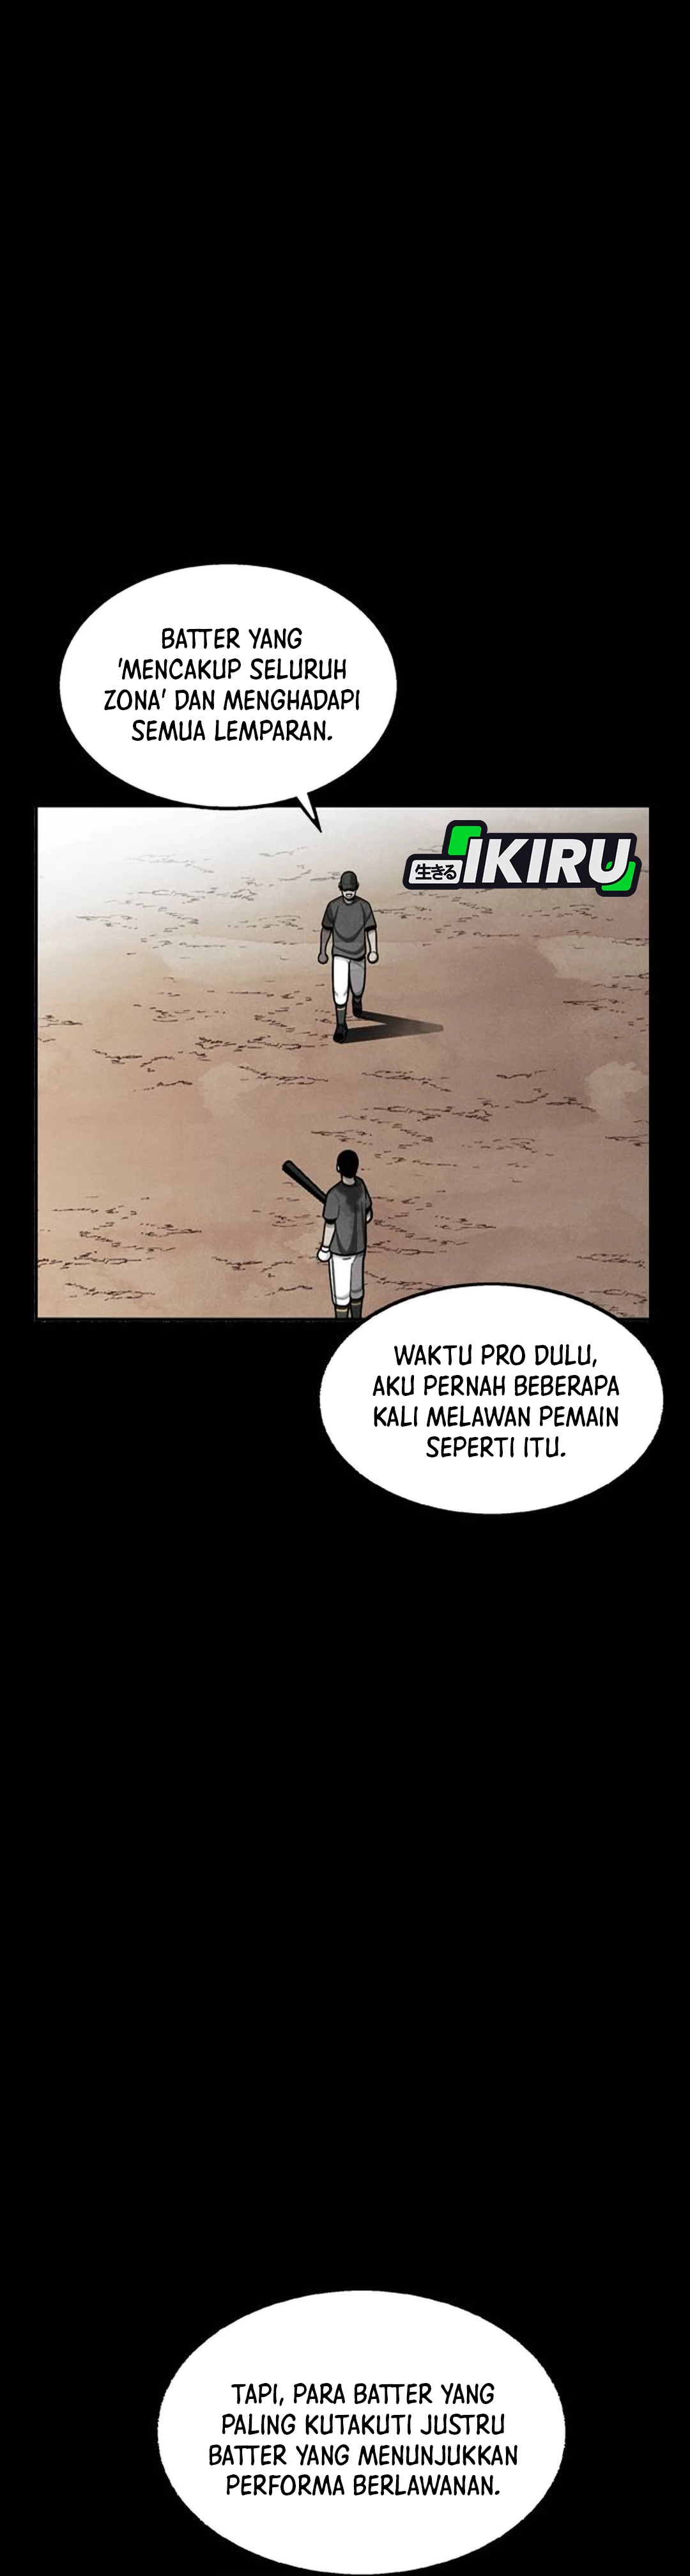 BATTER YANG
'MENCAKUP SELURUH
ZONA' DAN MENGHADAPI
SEMUA LEMPARAN.
生きる IKIRU
WAKTU PRO DULU,
AKU PERNAH BEBERAPA
KALI MELAWAN PEMAIN
SEPERTI ITU.
TAPI, PARA BATTER YANG
PALING KUTAKUTI JUSTRU
BATTER YANG MENUNJUKKAN
PERFORMA BERLAWANAN.